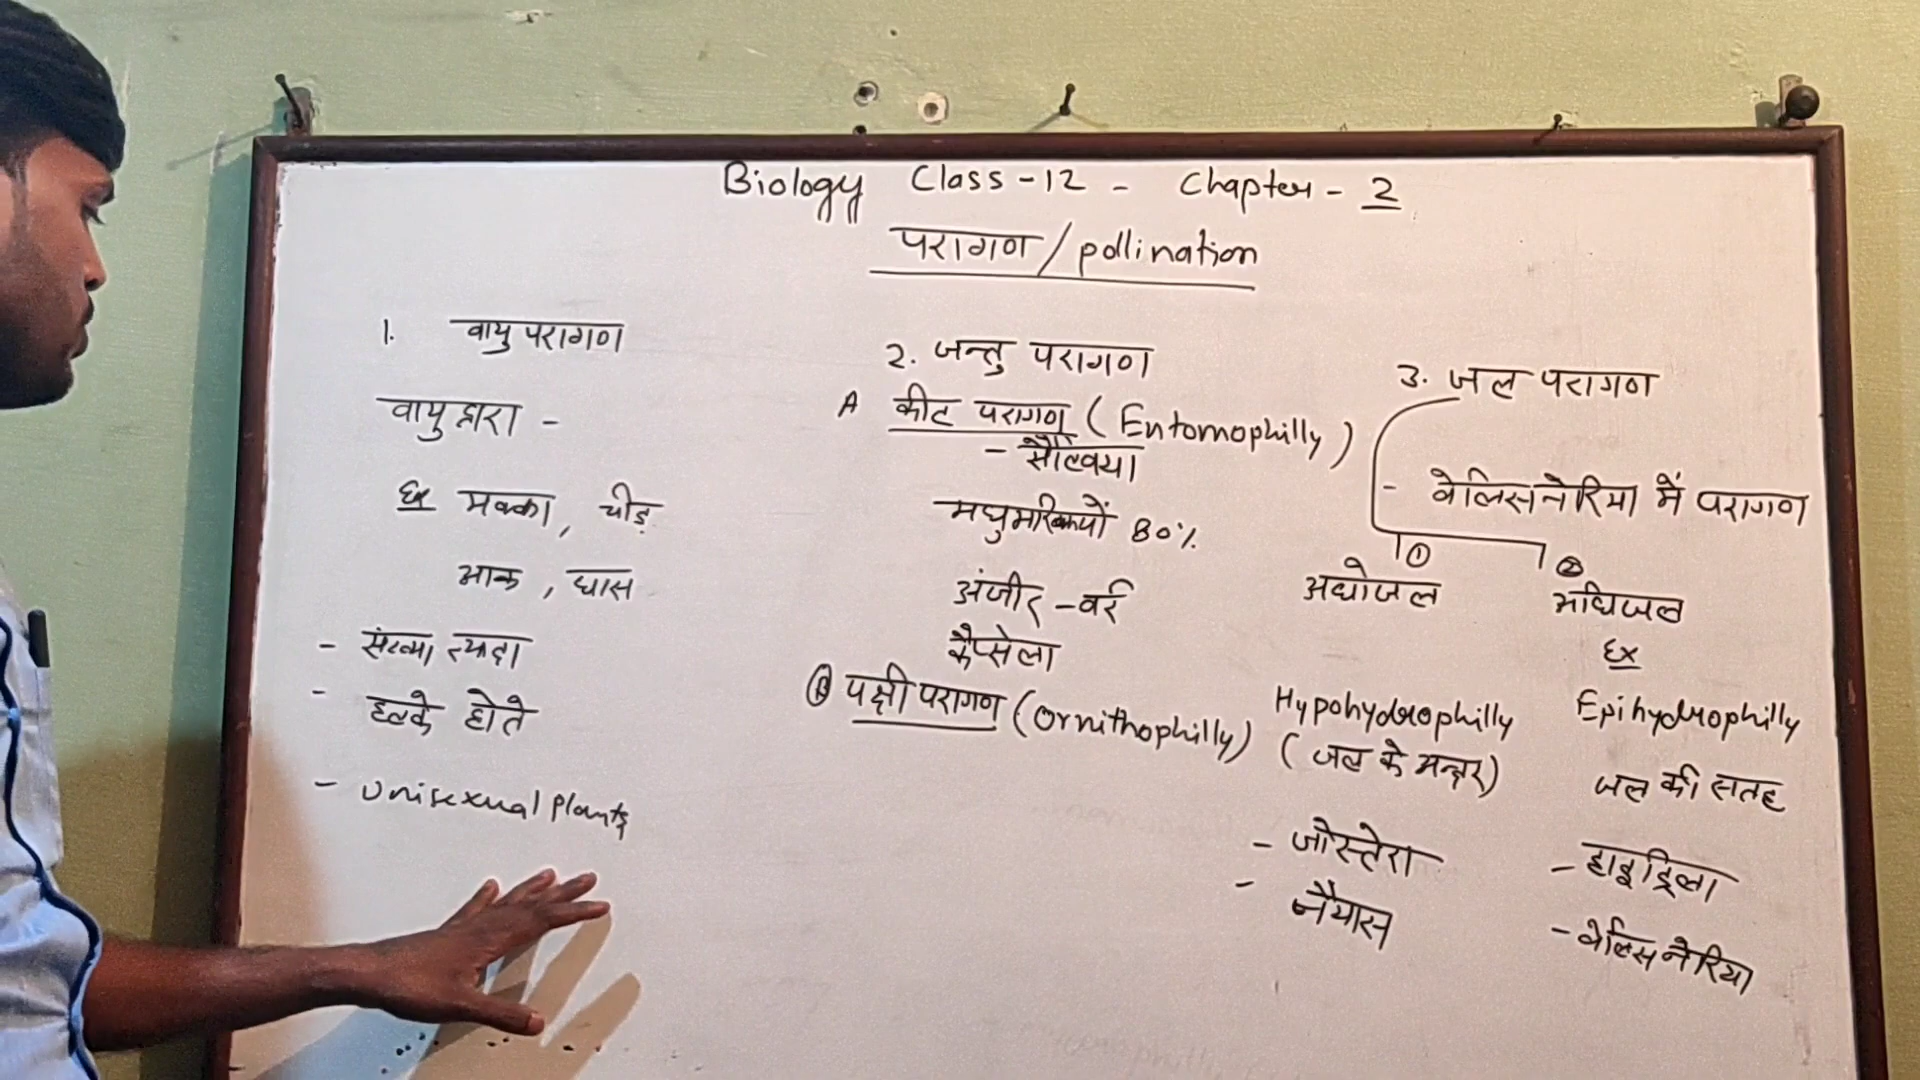 Biology Class-12 - Chapter-2
परागण/pollination
1. वायु परागण
वायु द्वारा -
Ex मक्का, चीड़
भाक, घास
- संख्या ज्यादा
- हल्के होते
- Unisexual plants
2. जन्तु परागण
A कीट परागण (Entomophilly)
- सैल्विया
मधुमक्खियों 80%
अंजीर - बर्र
कैप्सेला
B पक्षी परागण (Ornithophilly)
3. जल परागण
- वेलिसनेरिया में परागण
① ②
अधोजल
Hypohydrophilly
(जल के अन्दर)
- जोस्तेरा
- नैयास
अधिजल
Ex
Epihydrophilly
जल की सतह
- हाइड्रिला
- वेलिसनेरिया